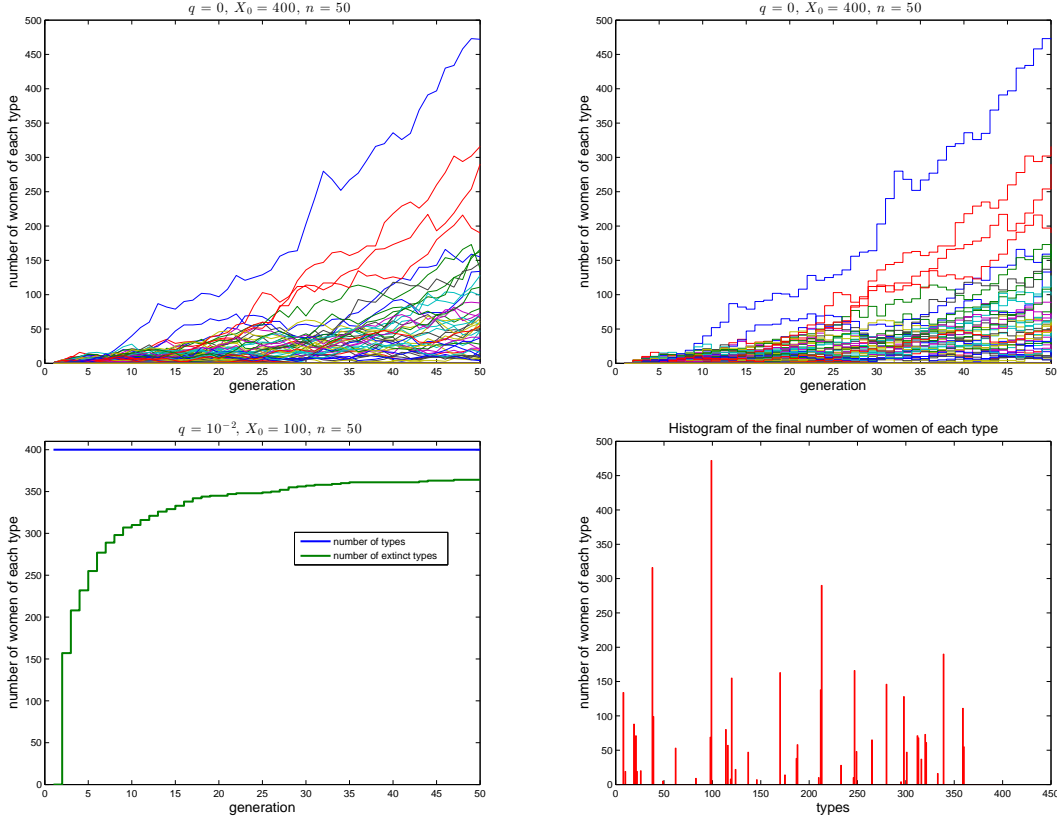 q = 0, X₀ = 400, n = 50
number of women of each type
500
450
400
350
300
250
200
150
100
50
0
0 5 10 15 20 25 30 35 40 45 50
generation
q = 0, X₀ = 400, n = 50
number of women of each type
500
450
400
350
300
250
200
150
100
50
0
0 5 10 15 20 25 30 35 40 45 50
generation
q = 10⁻², X₀ = 100, n = 50
number of women of each type
400
350
300
250
200
150
100
50
0
number of types
number of extinct types
0 5 10 15 20 25 30 35 40 45 50
generation
Histogram of the final number of women of each type
number of women of each type
500
450
400
350
300
250
200
150
100
50
0
0 50 100 150 200 250 300 350 400 450
types